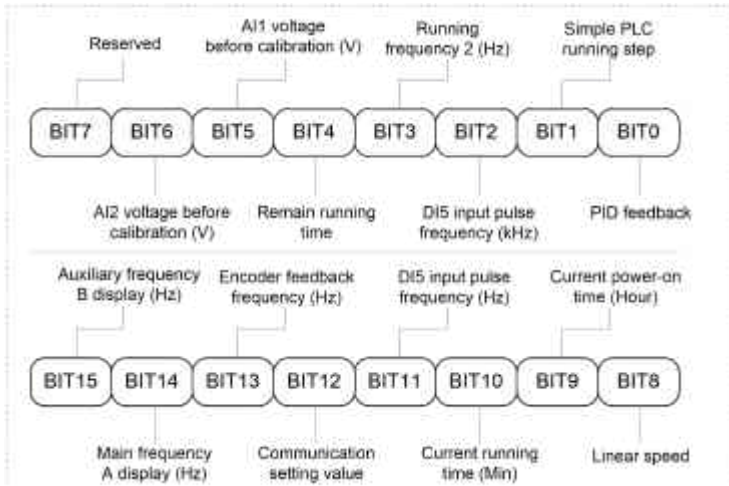 Reserved
AI1 voltage
before calibration (V)
Running
frequency 2 (Hz)
Simple PLC
running step
BIT7 BIT6 BIT5 BIT4 BIT3 BIT2 BIT1 BIT0
AI2 voltage before
calibration (V)
Remain running
time
DI5 input pulse
frequency (kHz)
PID feedback
Auxiliary frequency
B display (Hz)
Encoder feedback
frequency (Hz)
DI5 input pulse
frequency (Hz)
Current power-on
time (Hour)
BIT15 BIT14 BIT13 BIT12 BIT11 BIT10 BIT9 BIT8
Main frequency
A display (Hz)
Communication
setting value
Current running
time (Min)
Linear speed